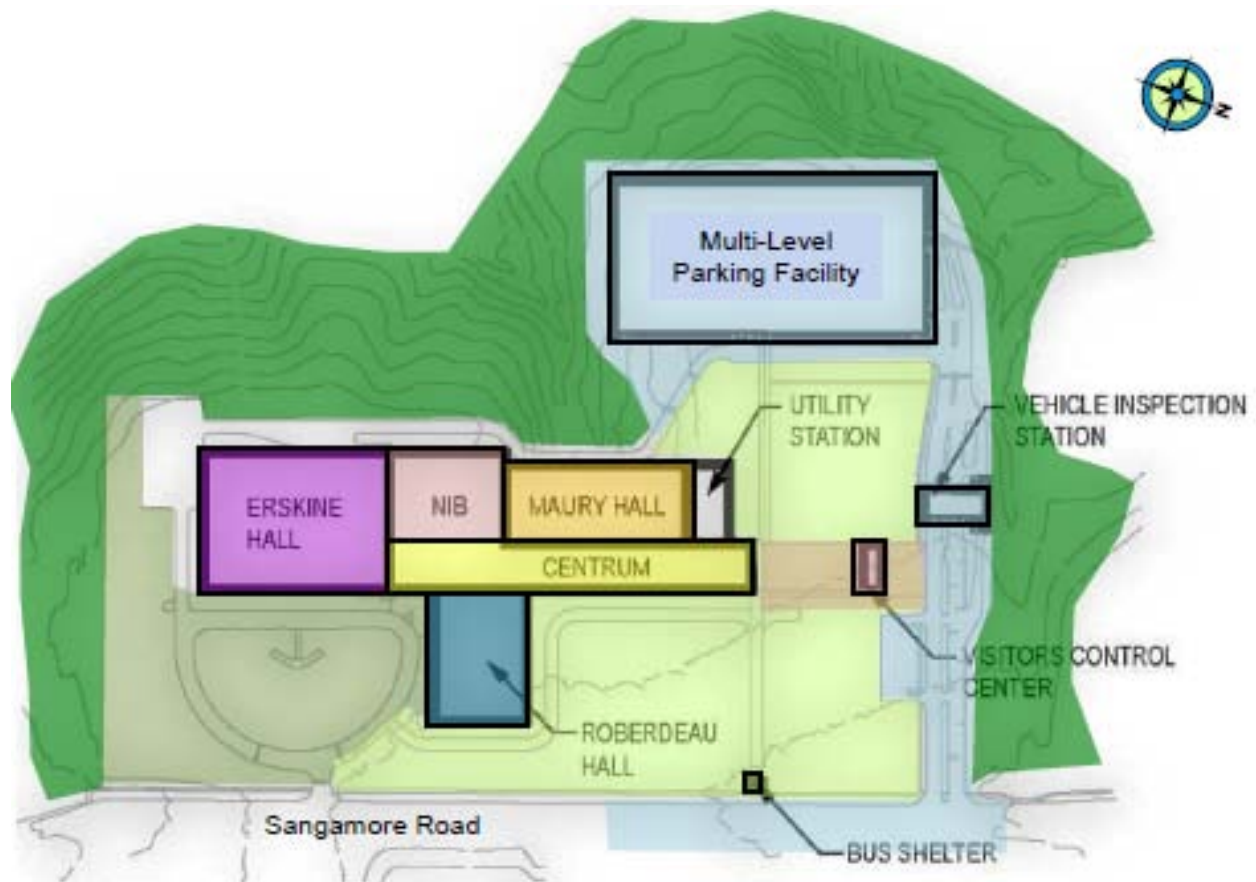 N
Multi-Level
Parking Facility
UTILITY
STATION
VEHICLE INSPECTION
STATION
ERSKINE
HALL
NIB
MAURY HALL
CENTRUM
VISITORS CONTROL
CENTER
ROBERDEAU
HALL
Sangamore Road
BUS SHELTER